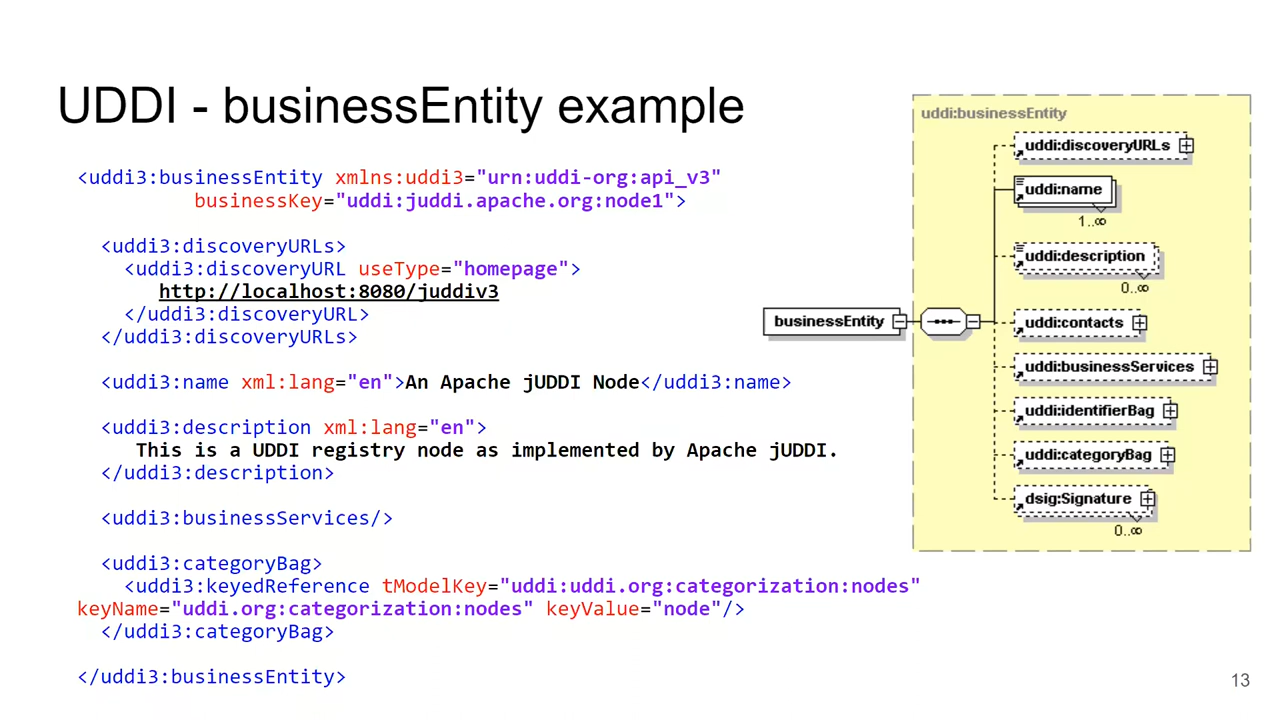 UDDI - businessEntity example
<uddi3:businessEntity xmlns:uddi3="urn:uddi-org:api_v3"
businessKey="uddi:juddi.apache.org:node1">
<uddi3:discoveryURLs>
<uddi3:discoveryURL useType="homepage">
http://localhost:8080/juddiv3
</uddi3:discoveryURL>
</uddi3:discoveryURLs>
<uddi3:name xml:lang="en">An Apache jUDDI Node</uddi3:name>
<uddi3:description xml:lang="en">
This is a UDDI registry node as implemented by Apache jUDDI.
</uddi3:description>
<uddi3:businessServices/>
<uddi3:categoryBag>
<uddi3:keyedReference tModelKey="uddi:uddi.org:categorization:nodes"
keyName="uddi.org:categorization:nodes" keyValue="node"/>
</uddi3:categoryBag>
</uddi3:businessEntity>
uddi:businessEntity
businessEntity
uddi:discoveryURLs
uddi:name
1..∞
uddi:description
0..∞
uddi:contacts
uddi:businessServices
uddi:identifierBag
uddi:categoryBag
dsig:Signature
0..∞
13